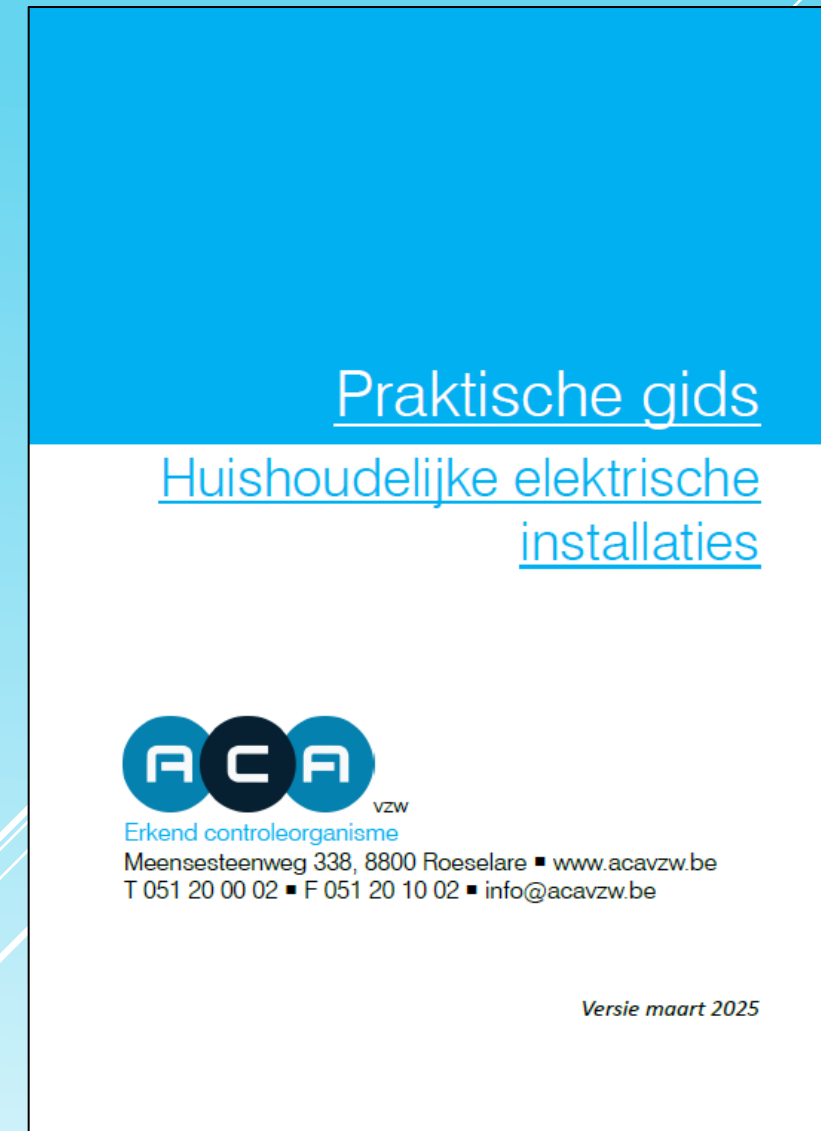 Praktische gids
Huishoudelijke elektrische
installaties
ACA
vzw
Erkend controleorganisme
Meensesteenweg 338, 8800 Roeselare ▪ www.acavzw.be
T 051 20 00 02 ▪ F 051 20 10 02 ▪ info@acavzw.be
Versie maart 2025